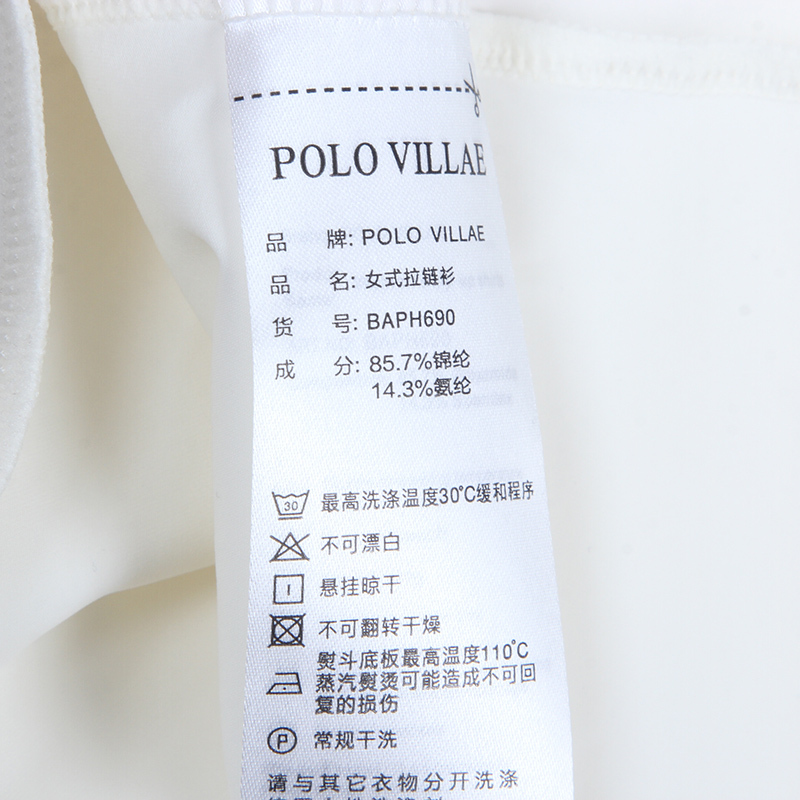 POLO VILLAE
品 牌: POLO VILLAE
品 名: 女式拉链衫
货 号: BAPH690
成 分: 85.7%锦纶
14.3%氨纶
30 最高洗涤温度30℃缓和程序
不可漂白
悬挂晾干
不可翻转干燥
熨斗底板最高温度110℃
蒸汽熨烫可能造成不可回
复的损伤
P 常规干洗
请与其它衣物分开洗涤